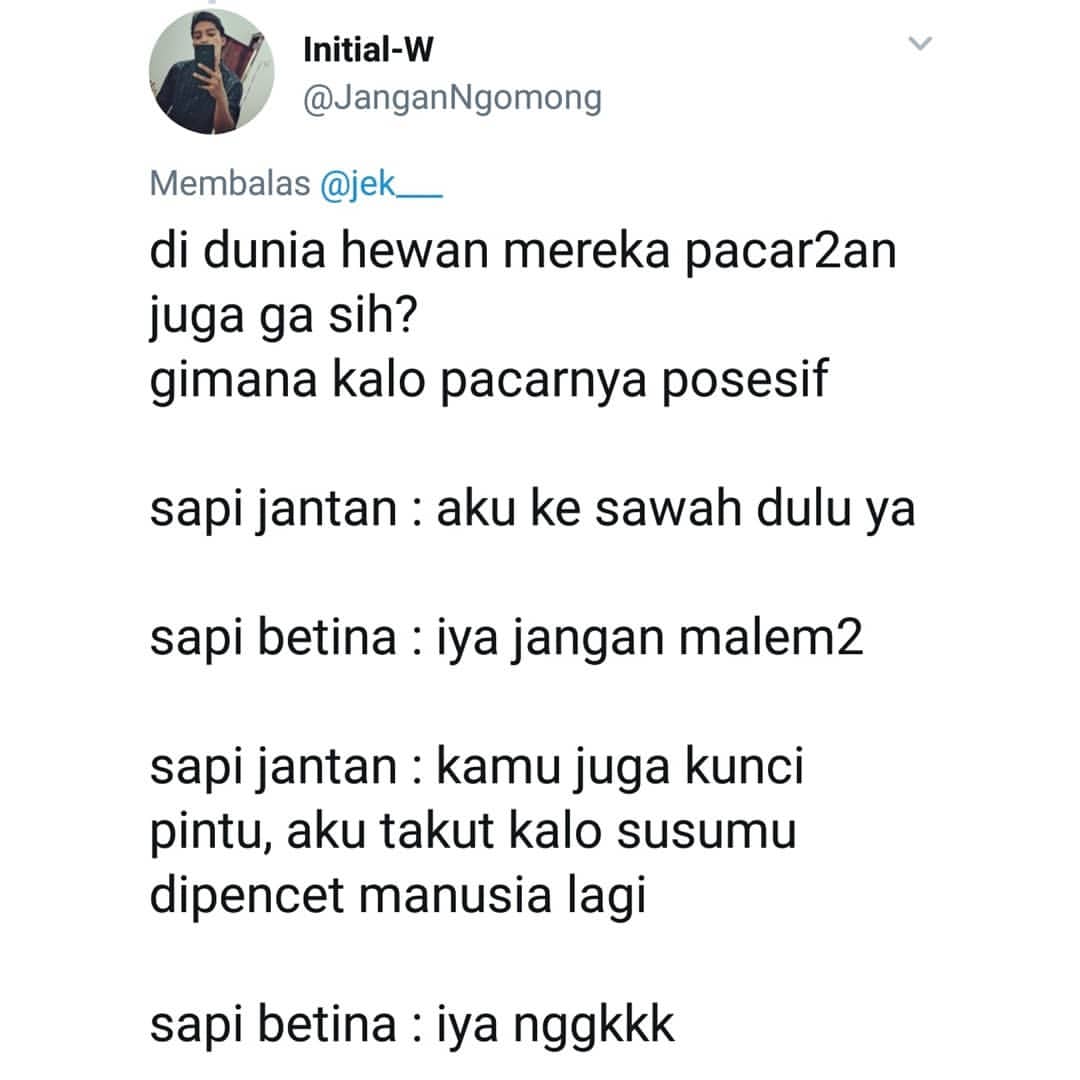 Initial-W
@JanganNgomong
Membalas @jek___
di dunia hewan mereka pacar2an
juga ga sih?
gimana kalo pacarnya posesif
sapi jantan : aku ke sawah dulu ya
sapi betina : iya jangan malem2
sapi jantan : kamu juga kunci
pintu, aku takut kalo susumu
dipencet manusia lagi
sapi betina : iya nggkkk